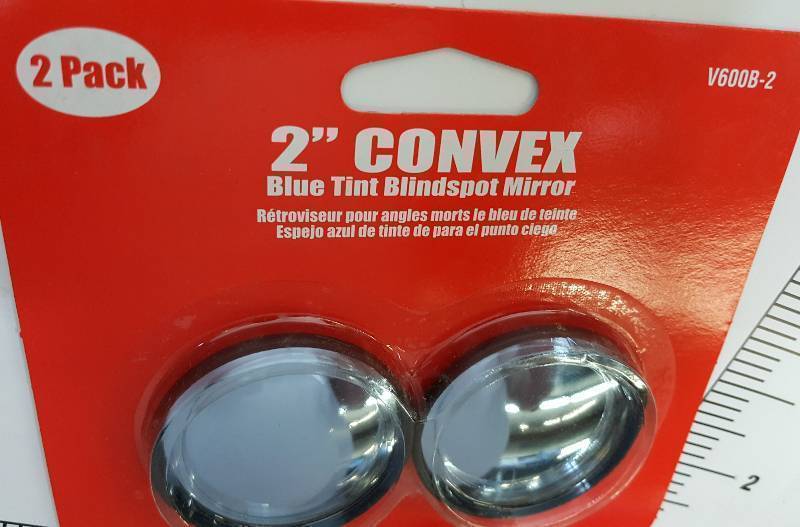 2 Pack
V600B-2
2" CONVEX
Blue Tint Blindspot Mirror
Rétroviseur pour angles morts le bleu de teinte
Espejo azul de tinte de para el punto ciego
2